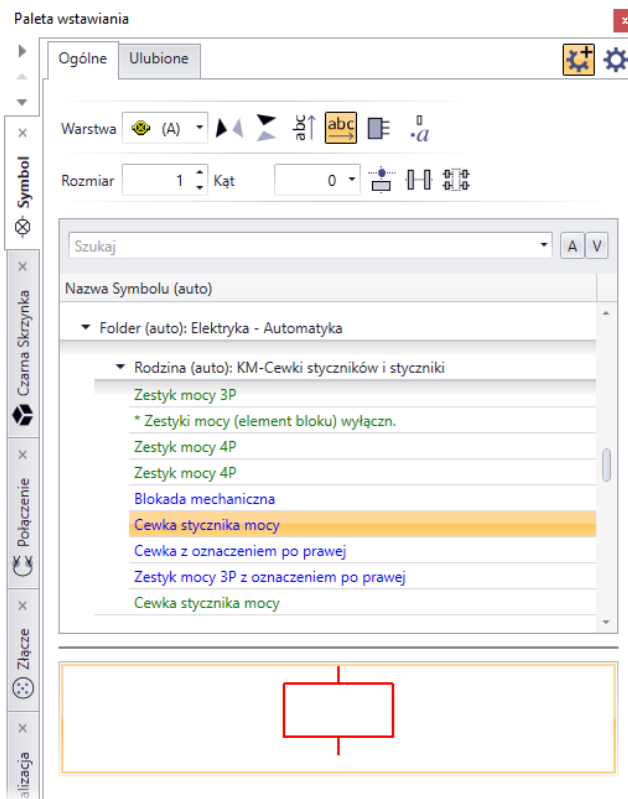 Paleta wstawiania
x
Ogólne Ulubione
Warstwa (A) abc abc a
Rozmiar 1 Kąt 0
Szukaj A V
Nazwa Symbolu (auto)
Folder (auto): Elektryka - Automatyka
Rodzina (auto): KM-Cewki styczników i styczniki
Zestyk mocy 3P
* Zestyki mocy (element bloku) wyłączn.
Zestyk mocy 4P
Zestyk mocy 4P
Blokada mechaniczna
Cewka stycznika mocy
Cewka z oznaczeniem po prawej
Zestyk mocy 3P z oznaczeniem po prawej
Cewka stycznika mocy
Symbol
Czarna Skrzynka
Połączenie
Złącze
alizacja